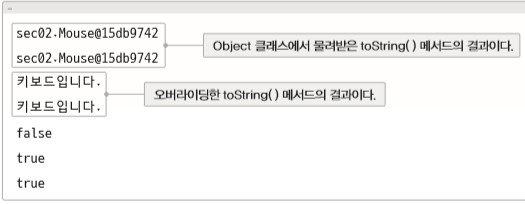 sec02.Mouse@15db9742
sec02.Mouse@15db9742
Object 클래스에서 물려받은 toString( ) 메서드의 결과이다.
키보드입니다.
키보드입니다.
오버라이딩한 toString( ) 메서드의 결과이다.
false
true
true